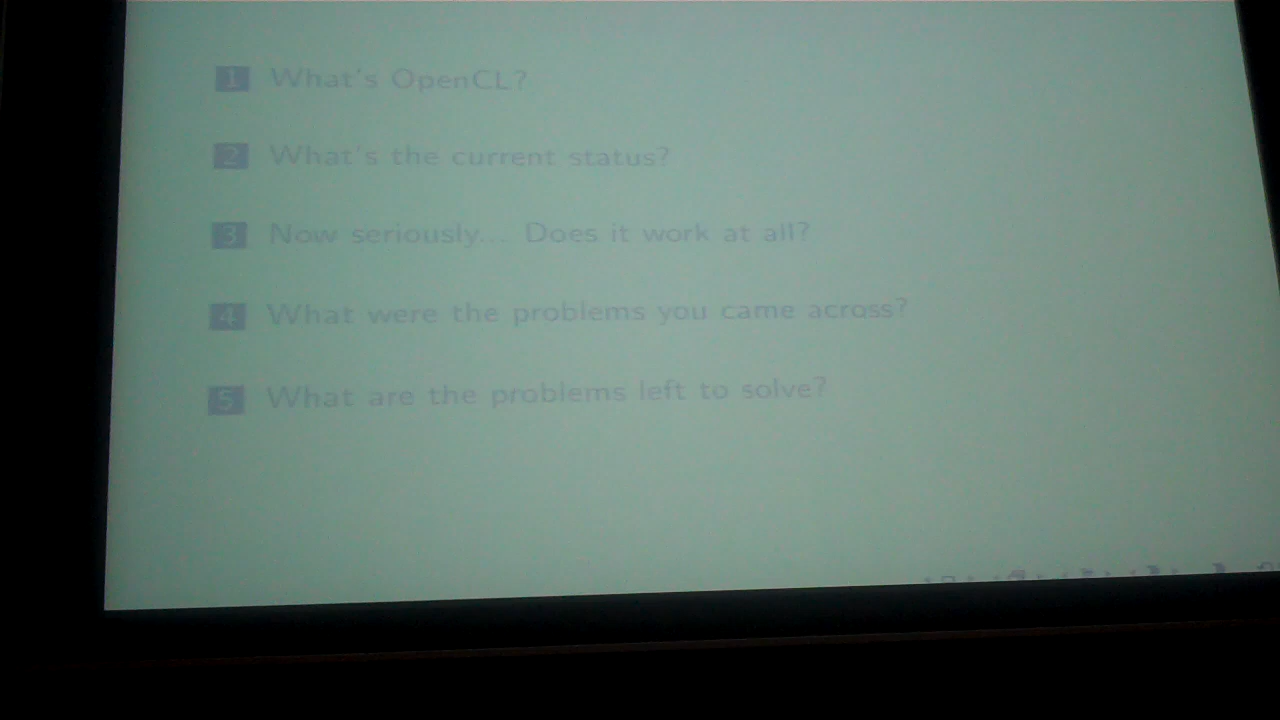 1 What's OpenCL?
2 What's the current status?
3 Now seriously... Does it work at all?
4 What were the problems you came across?
5 What are the problems left to solve?